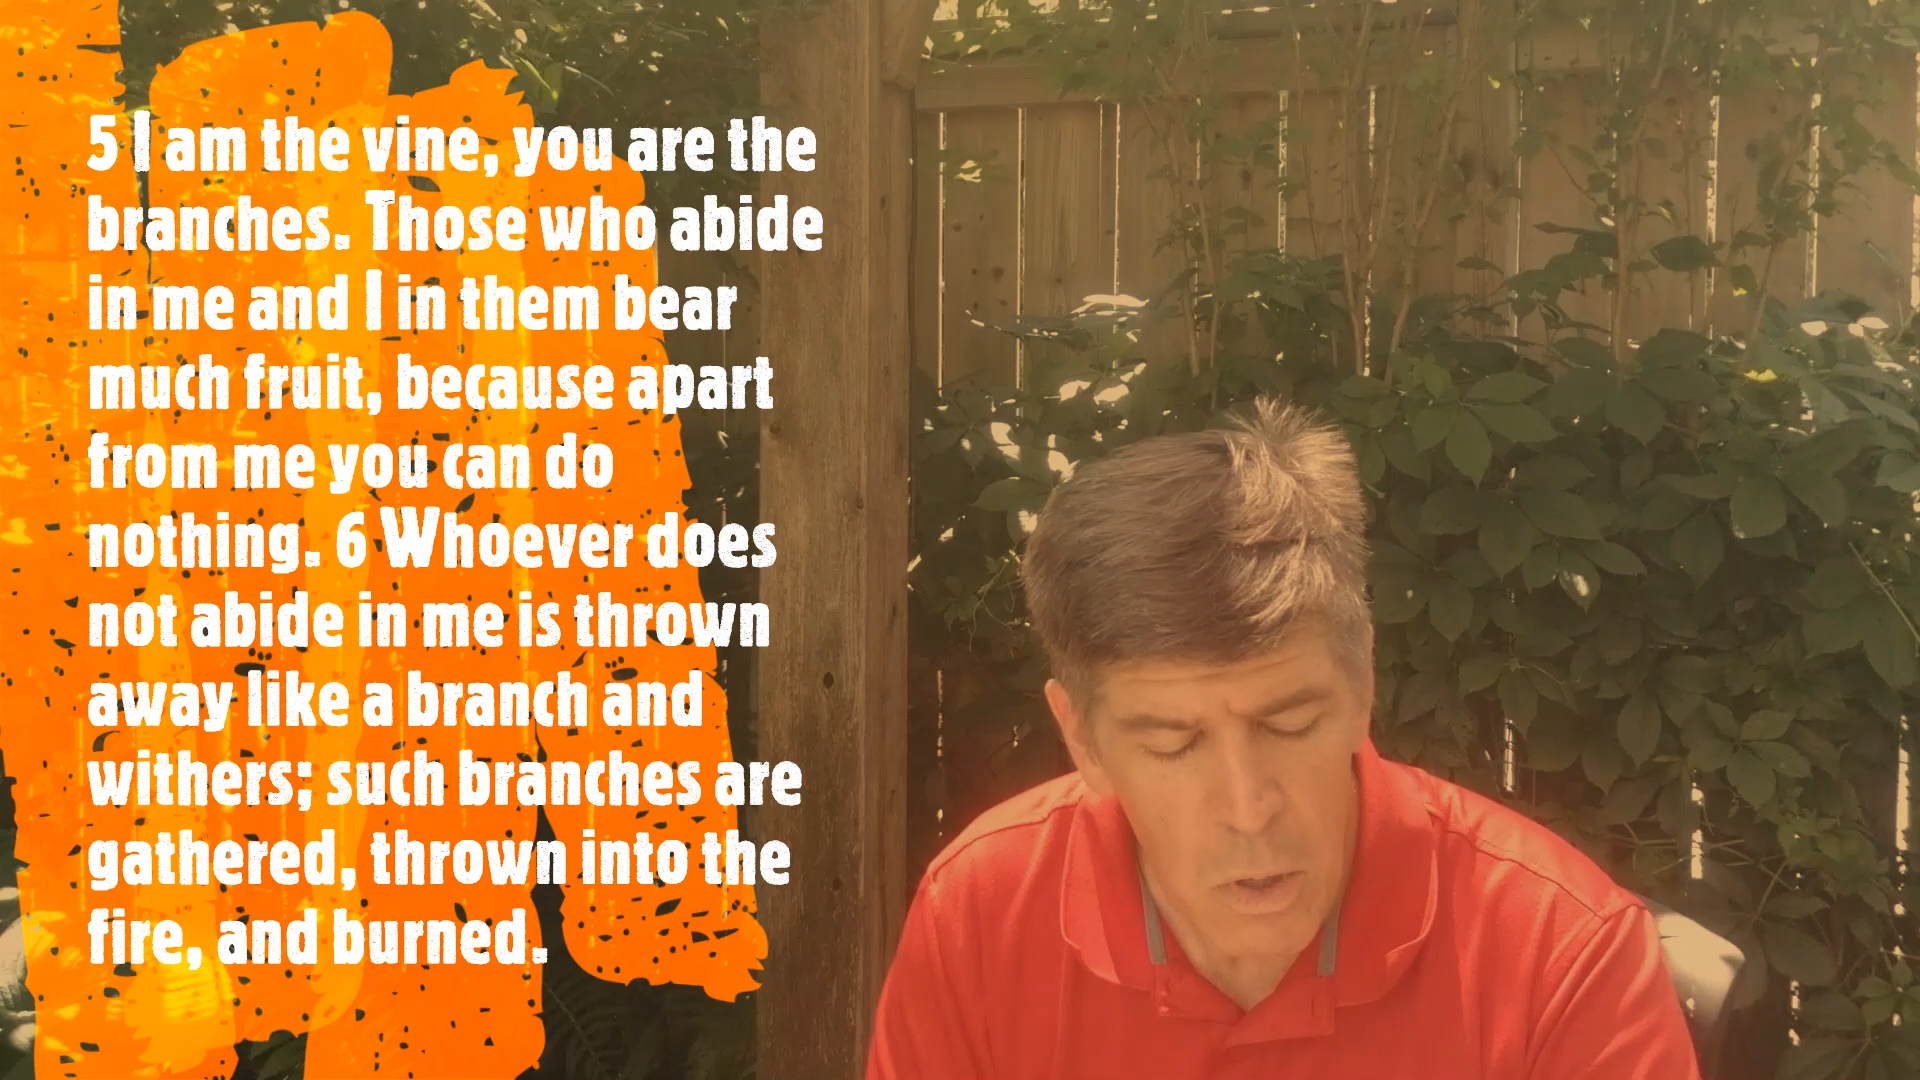 5 I am the vine, you are the
branches. Those who abide
in me and I in them bear
much fruit, because apart
from me you can do
nothing. 6 Whoever does
not abide in me is thrown
away like a branch and
withers; such branches are
gathered, thrown into the
fire, and burned.